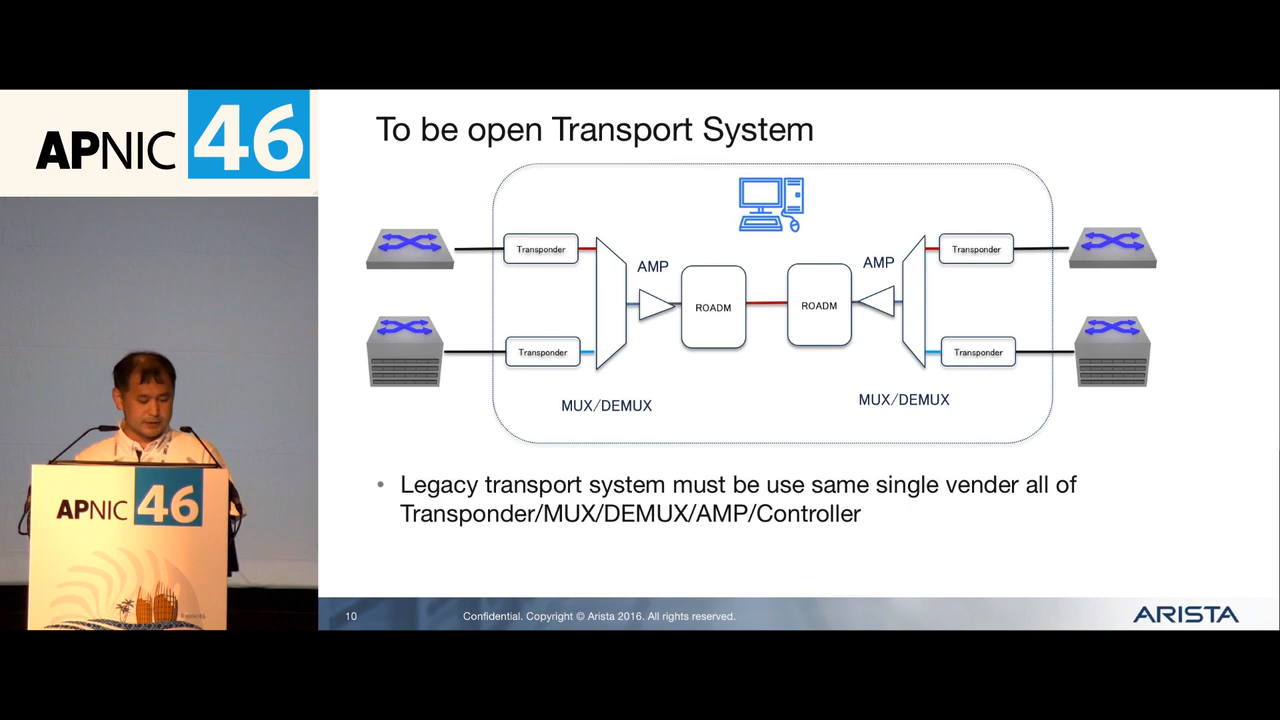 APNIC 46
To be open Transport System
Transponder
Transponder
AMP
AMP
ROADM
ROADM
Transponder
Transponder
MUX/DEMUX
MUX/DEMUX
• Legacy transport system must be use same single vender all of
Transponder/MUX/DEMUX/AMP/Controller
APNIC 46
10
Confidential. Copyright © Arista 2016. All rights reserved.
ARISTA